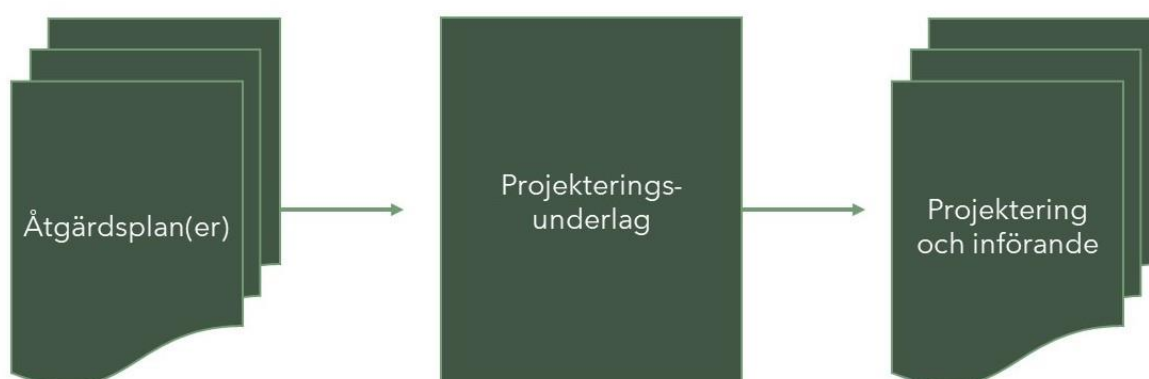 Åtgärdsplan(er)
Projekterings-
underlag
Projektering
och införande